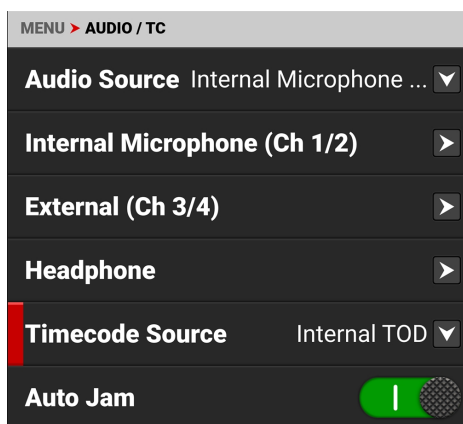 MENU > AUDIO / TC
Audio Source Internal Microphone ...
Internal Microphone (Ch 1/2)
External (Ch 3/4)
Headphone
Timecode Source Internal TOD
Auto Jam